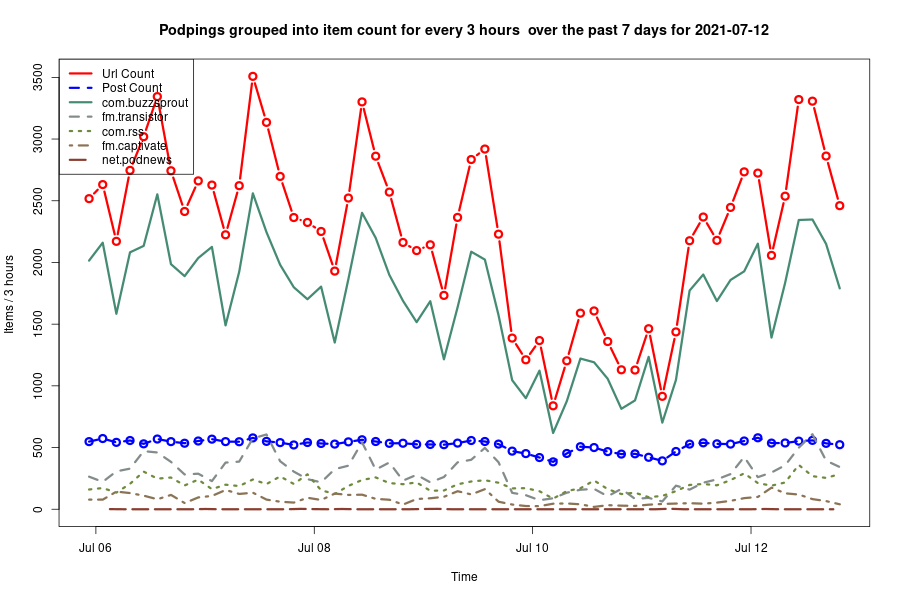 Podpings grouped into item count for every 3 hours  over the past 7 days for 2021-07-12
Url Count
Post Count
com.buzzsprout
fm.transistor
com.rss
fm.captivate
net.podnews
Items / 3 hours
3500
3000
2500
2000
1500
1000
500
0
Jul 06
Jul 08
Jul 10
Jul 12
Time